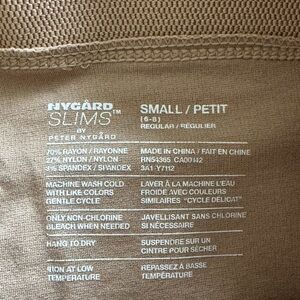 NYGÅRD
SLIMS™
BY
PETER NYGÅRD
SMALL / PETIT
(6-8)
REGULAR / RÉGULIER
70% RAYON / RAYONNE
27% NYLON / NYLON
3% SPANDEX / SPANDEX
MADE IN CHINA / FAIT EN CHINE
RN54365 CA00142
3A1 Y7112
MACHINE WASH COLD
WITH LIKE COLORS
GENTLE CYCLE
LAVER À LA MACHINE L'EAU
FROIDE AVEC COULEURS
SIMILAIRES "CYCLE DÉLICAT"
ONLY NON-CHLORINE
BLEACH WHEN NEEDED
JAVELLISANT SANS CHLORINE
SI NÉCESSAIRE
HANG TO DRY
SUSPENDRE SUR UN
CINTRE POUR SÉCHER
IRON AT LOW
TEMPERATURE
REPASSEZ À BASSE
TEMPÉRATURE